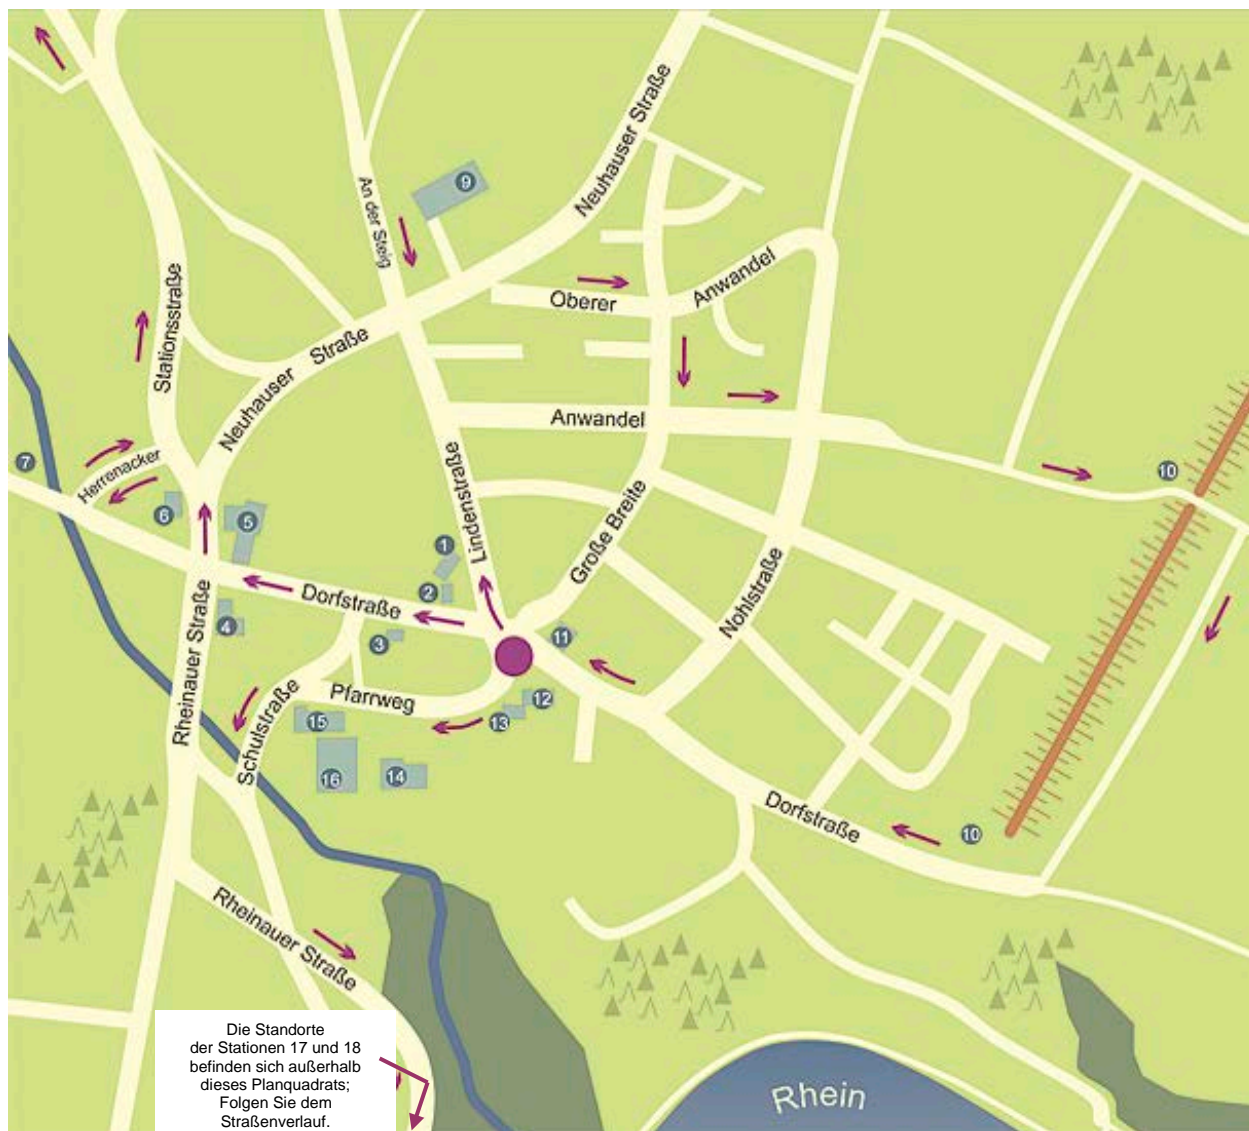 Neuhauser Straße
An der Steig
9
Anwandel
Oberer
Stationsstraße
Neuhauser Straße
Anwandel
7
Herrenacker
10
6
5
Lindenstraße
1
2
Große Breite
Dorfstraße
Nohlstraße
4
3
11
Rheinauer Straße
Schulstraße
Pfarrweg
12
13
15
16
14
Dorfstraße
10
Rheinauer Straße
Die Standorte
der Stationen 17 und 18
befinden sich außerhalb
dieses Planquadrats;
Folgen Sie dem
Straßenverlauf.
Rhein